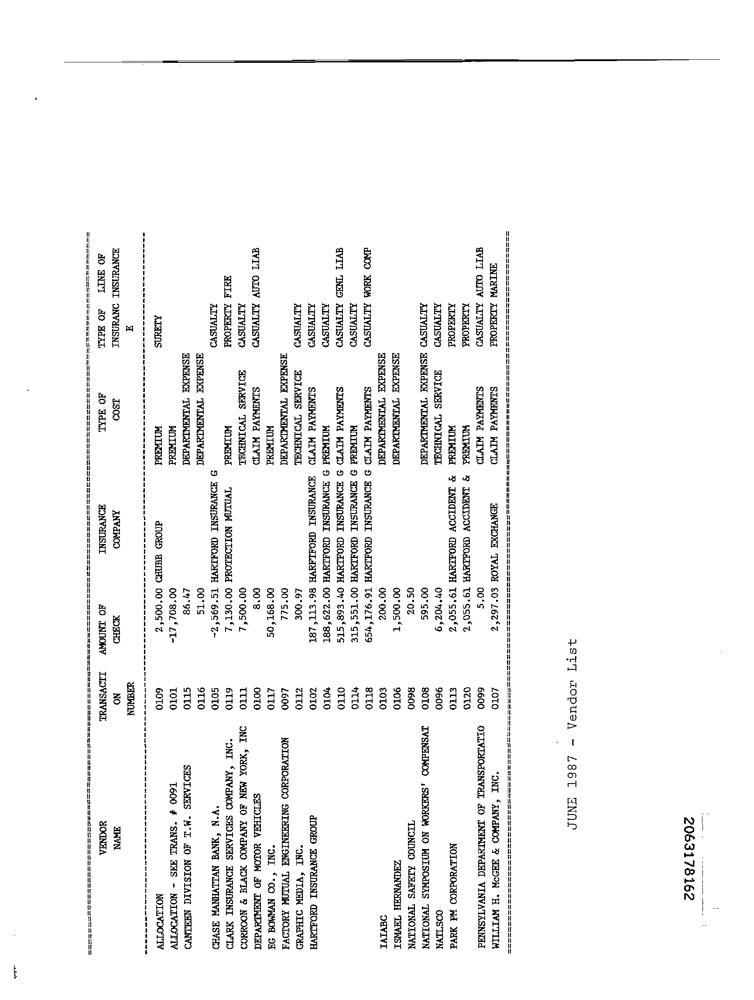 VENDOR TRANSACTI AMOUNT OF INSURANCE TYPE OF TYPE OF LINE OF
NAME ON CHECK COMPANY COST INSURANC INSURANCE
NUMBER E
ALLOCATION 0109 2,500.00 CHUBB GROUP PREMIUM SURETY
ALLOCATION - SEE TRANS. # 0091 0101 -17,708.00 PREMIUM
CANTEEN DIVISION OF T.W. SERVICES 0115 86.47 DEPARTMENTAL EXPENSE
0116 51.00 DEPARTMENTAL EXPENSE
CHASE MANHATTAN BANK, N.A. 0105 -2,569.51 HARTFORD INSURANCE G CASUALTY
CLARK INSURANCE SERVICES COMPANY, INC. 0119 7,130.00 PROTECTION MUTUAL PREMIUM PROPERTY FIRE
CORROON & BLACK COMPANY OF NEW YORK, INC 0111 7,500.00 TECHNICAL SERVICE CASUALTY
DEPARTMENT OF MOTOR VEHICLES 0100 8.00 CLAIM PAYMENTS CASUALTY AUTO LIAB
EG BOWMAN CO., INC. 0117 50,168.00 PREMIUM
FACTORY MUTUAL ENGINEERING CORPORATION 0097 775.00 DEPARTMENTAL EXPENSE
GRAPHIC MEDIA, INC. 0112 300.97 TECHNICAL SERVICE CASUALTY
HARTFORD INSURANCE GROUP 0102 187,113.98 HARFTFORD INSURANCE CLAIM PAYMENTS CASUALTY
0104 188,622.00 HARTFORD INSURANCE G PREMIUM CASUALTY
0110 515,893.40 HARTFORD INSURANCE G CLAIM PAYMENTS CASUALTY GENL LIAB
0114 315,551.00 HARTFORD INSURANCE G PREMIUM CASUALTY
0118 654,176.91 HARTFORD INSURANCE G CLAIM PAYMENTS CASUALTY WORK COMP
IAIABC 0103 200.00 DEPARTMENTAL EXPENSE
ISMAEL HERNANDEZ 0106 1,500.00 DEPARTMENTAL EXPENSE
NATIONAL SAFETY COUNCIL 0098 20.50
NATIONAL SYMPOSIUM ON WORKERS' COMPENSAT 0108 595.00 DEPARTMENTAL EXPENSE CASUALTY
NATLSCO 0096 6,204.40 TECHNICAL SERVICE CASUALTY
PARK PM CORPORATION 0113 2,055.61 HARTFORD ACCIDENT & PREMIUM PROPERTY
0120 2,055.61 HARTFORD ACCIDENT & PREMIUM PROPERTY
PENNSYLVANIA DEPARTMENT OF TRANSPORTATIO 0099 5.00 CLAIM PAYMENTS CASUALTY AUTO LIAB
WILLIAM H. McGEE & COMPANY, INC. 0107 2,297.03 ROYAL EXCHANGE CLAIM PAYMENTS PROPERTY MARINE
JUNE 1987 - Vendor List
2063178162